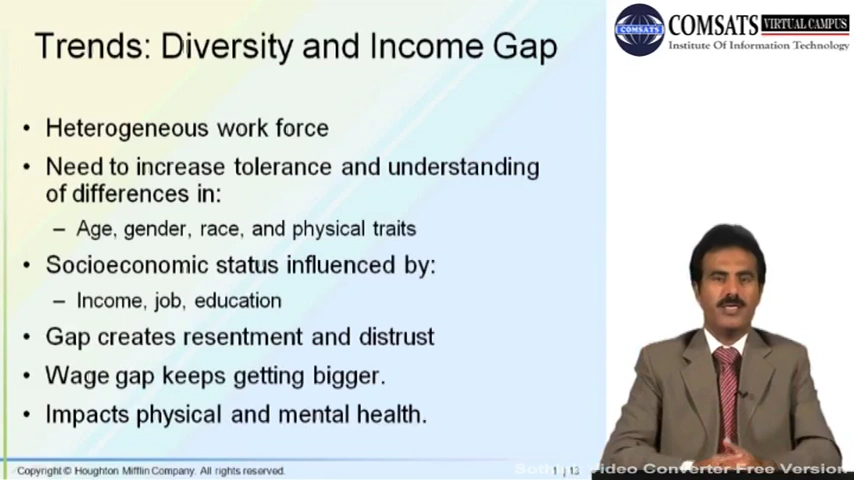 Trends: Diversity and Income Gap
COMSATS VIRTUAL CAMPUS
Institute Of Information Technology
COMSATS
• Heterogeneous work force
• Need to increase tolerance and understanding
of differences in:
– Age, gender, race, and physical traits
• Socioeconomic status influenced by:
– Income, job, education
• Gap creates resentment and distrust
• Wage gap keeps getting bigger.
• Impacts physical and mental health.
Copyright © Houghton Mifflin Company. All rights reserved.
Video Converter Free Version